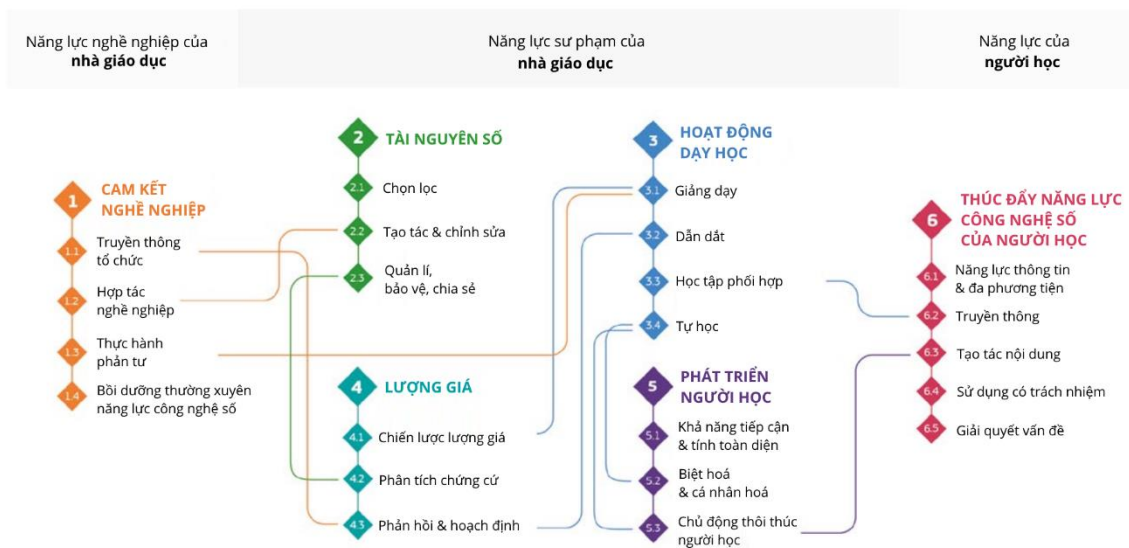 Năng lực nghề nghiệp của
nhà giáo dục
Năng lực sư phạm của
nhà giáo dục
Năng lực của
người học
1
CAM KẾT
NGHỀ NGHIỆP
1.1
Truyền thông
tổ chức
1.2
Hợp tác
nghề nghiệp
1.3
Thực hành
phản tư
1.4
Bồi dưỡng thường xuyên
năng lực công nghệ số
2
TÀI NGUYÊN SỐ
2.1
Chọn lọc
2.2
Tạo tác & chỉnh sửa
2.3
Quản lí,
bảo vệ, chia sẻ
4
LƯỢNG GIÁ
4.1
Chiến lược lượng giá
4.2
Phân tích chứng cứ
4.3
Phản hồi & hoạch định
3
HOẠT ĐỘNG
DẠY HỌC
3.1
Giảng dạy
3.2
Dẫn dắt
3.3
Học tập phối hợp
3.4
Tự học
5
PHÁT TRIỂN
NGƯỜI HỌC
5.1
Khả năng tiếp cận
& tính toàn diện
5.2
Biệt hoá
& cá nhân hoá
5.3
Chủ động thôi thúc
người học
6
THÚC ĐẨY NĂNG LỰC
CÔNG NGHỆ SỐ
CỦA NGƯỜI HỌC
6.1
Năng lực thông tin
& đa phương tiện
6.2
Truyền thông
6.3
Tạo tác nội dung
6.4
Sử dụng có trách nhiệm
6.5
Giải quyết vấn đề